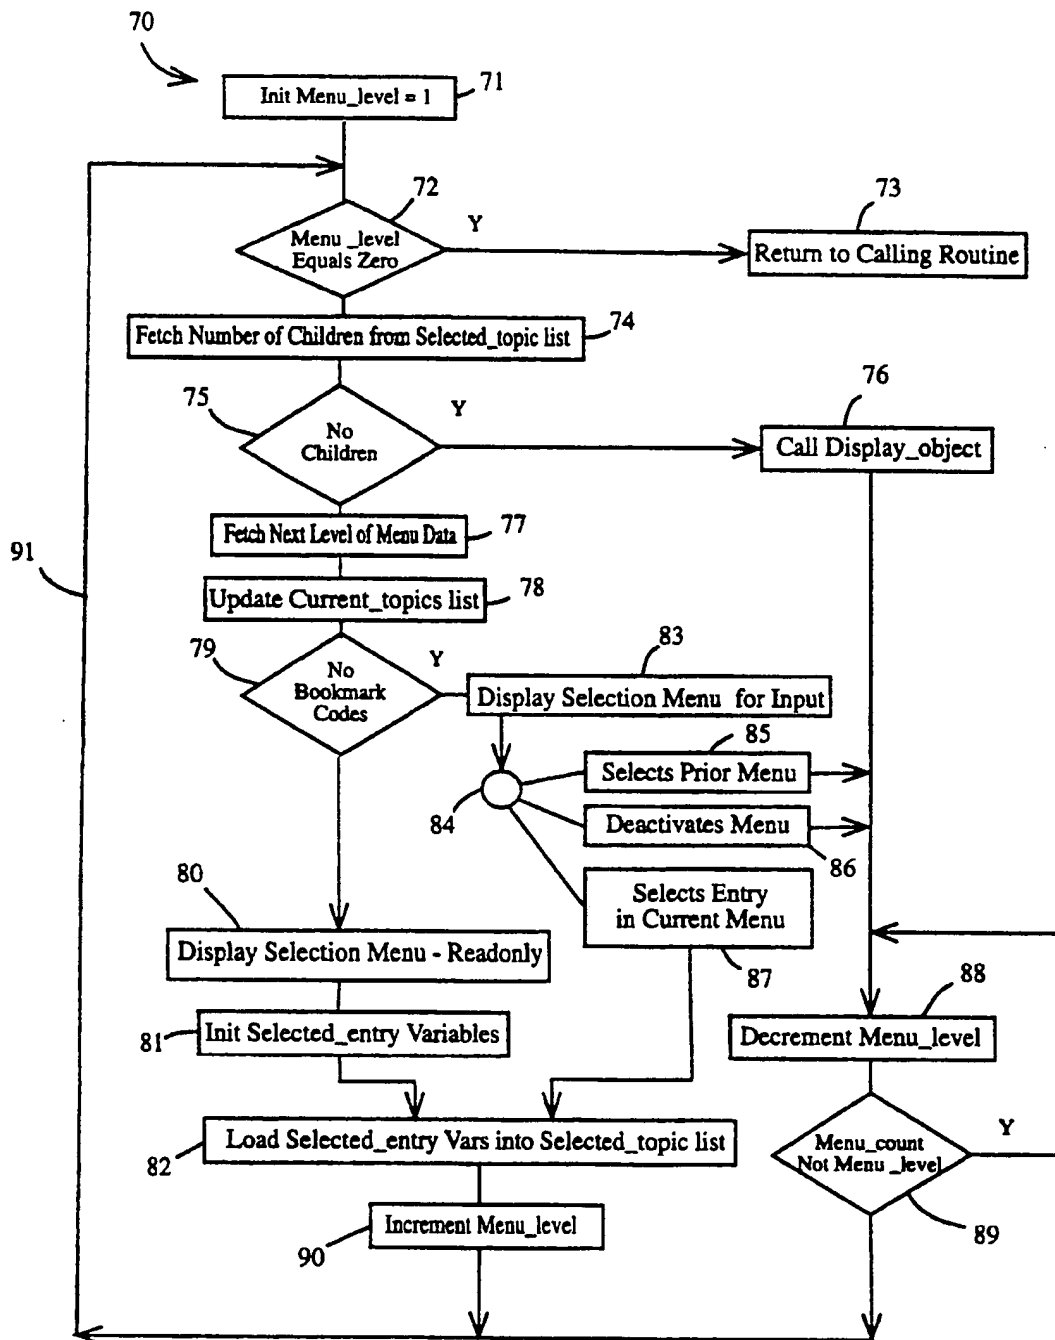 70
Init Menu_level = 1
71
72
Menu _level
Equals Zero
Y
73
Return to Calling Routine
Fetch Number of Children from Selected_topic list
74
75
No
Children
Y
76
Call Display_object
Fetch Next Level of Menu Data
77
91
Update Current_topics list
78
79
No
Bookmark
Codes
Y
83
Display Selection Menu for Input
85
Selects Prior Menu
84
Deactivates Menu
86
80
Selects Entry
in Current Menu
87
Display Selection Menu - Readonly
88
81
Init Selected_entry Variables
Decrement Menu_level
82
Load Selected_entry Vars into Selected_topic list
Menu_count
Not Menu _level
Y
89
90
Increment Menu_level